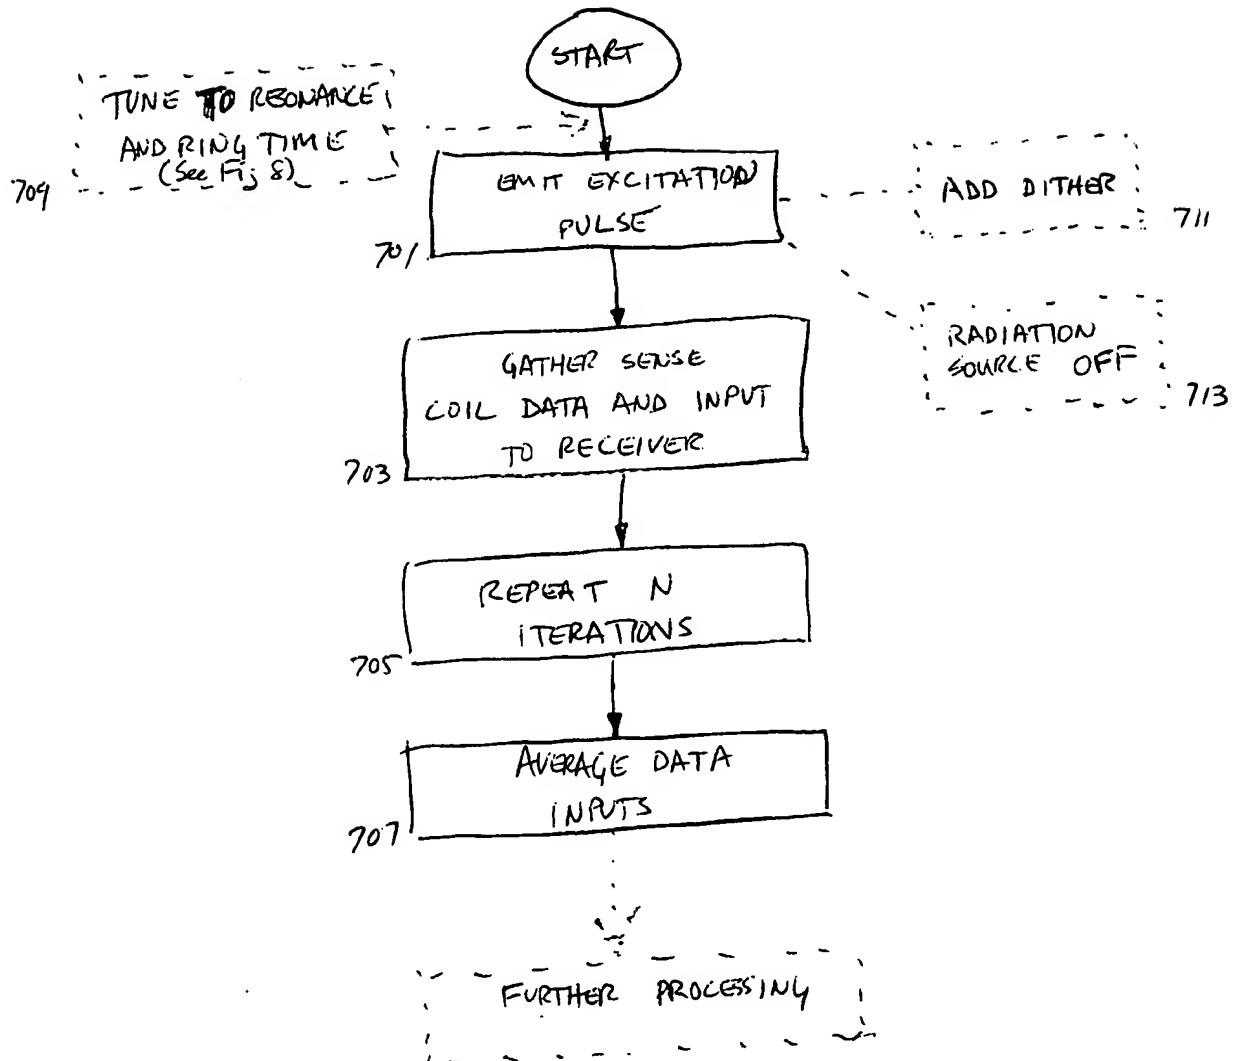 START
TUNE TO RESONANCE
AND RING TIME
(See Fig 8)
709
EMIT EXCITATION
PULSE
701
ADD DITHER
711
RADIATION
SOURCE OFF
713
GATHER SENSE
COIL DATA AND INPUT
TO RECEIVER
703
REPEAT N
ITERATIONS
705
AVERAGE DATA
INPUTS
707
FURTHER PROCESSING